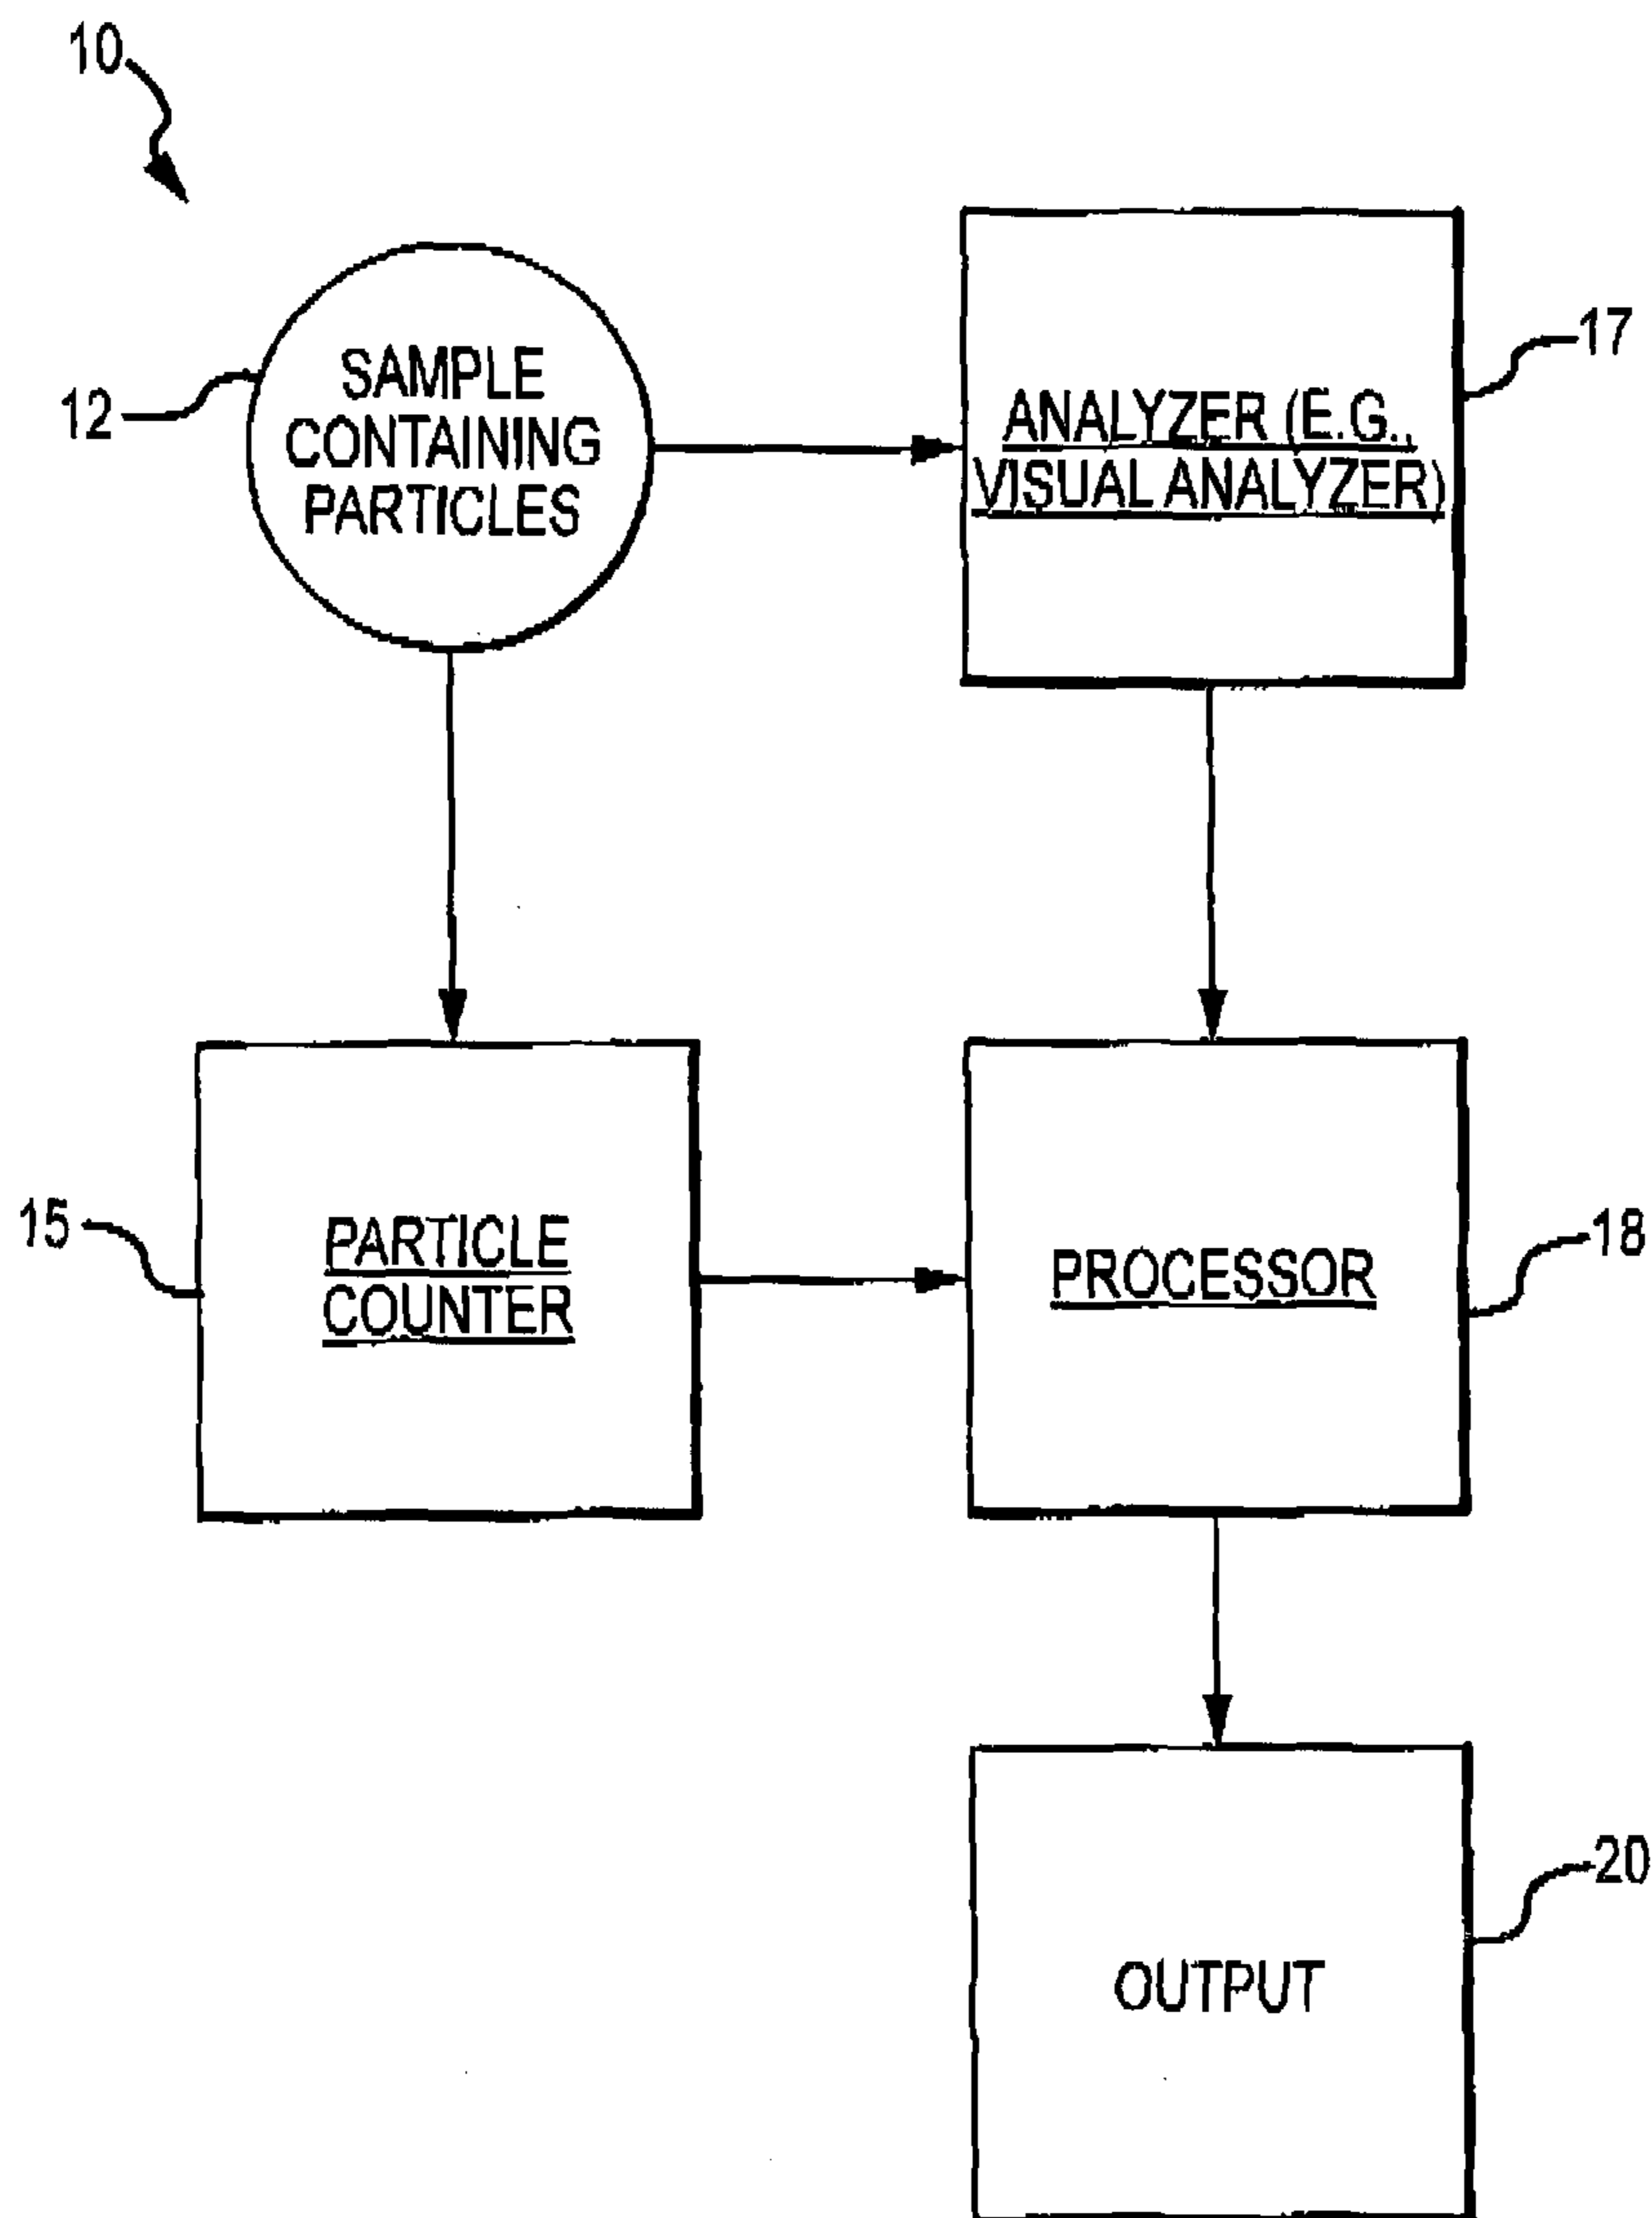 10
12
SAMPLE
CONTAINING
PARTICLES
ANALYZER (E.G.,
VISUAL ANALYZER)
17
15
PARTICLE
COUNTER
PROCESSOR
18
OUTPUT
20